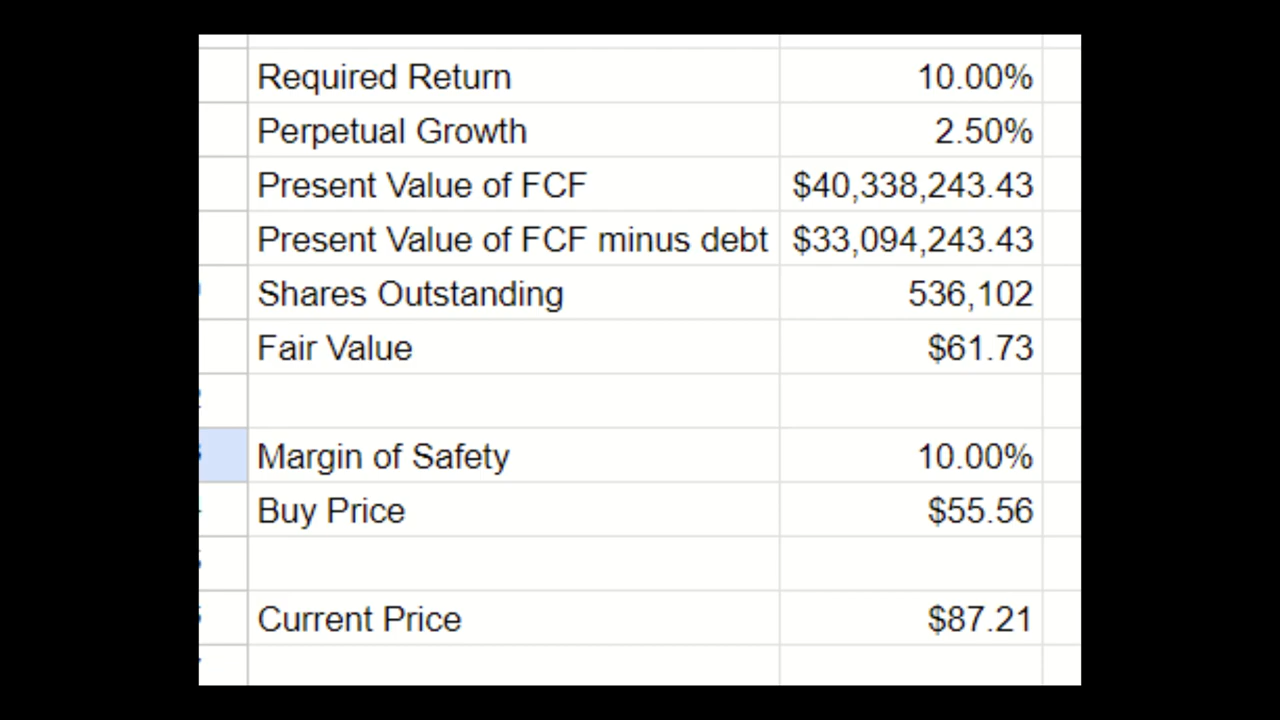 Required Return 10.00%
Perpetual Growth 2.50%
Present Value of FCF $40,338,243.43
Present Value of FCF minus debt $33,094,243.43
Shares Outstanding 536,102
Fair Value $61.73
Margin of Safety 10.00%
Buy Price $55.56
Current Price $87.21